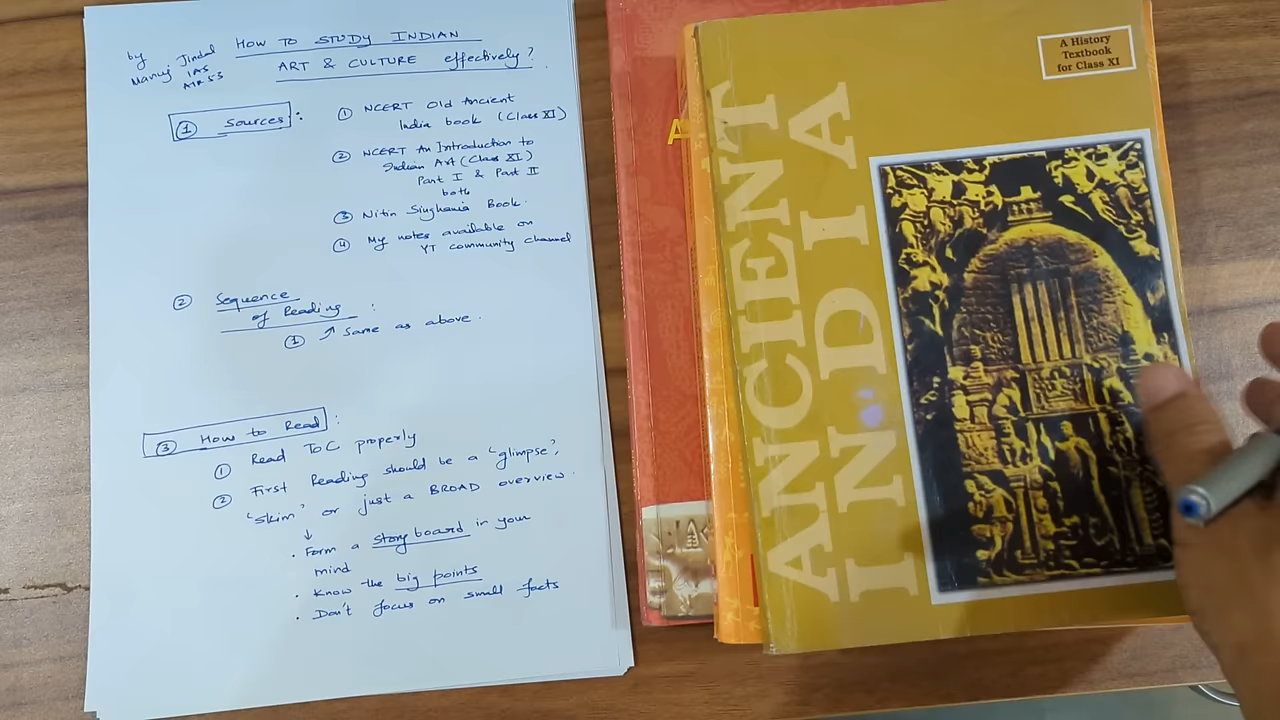 by
Manuj Jindal
IAS
AIR 53
HOW TO STUDY INDIAN
ART & CULTURE effectively?
① Sources :
① NCERT Old Ancient
India book (Class XI)
② NCERT An Introduction to
Indian Art (Class XI)
Part I & Part II
both
③ Nitin Singhania Book.
④ My notes available on
YT community channel
② Sequence
of Reading :
① ↗ Same as above.
③ How to Read :
① Read ToC properly
② First Reading should be a 'glimpse',
'skim' or just a BROAD overview.
↓
· Form a story board in your
mind
· Know the big points
· Don't focus on small facts
A History
Textbook
for Class XI
ANCIENT
INDIA
A